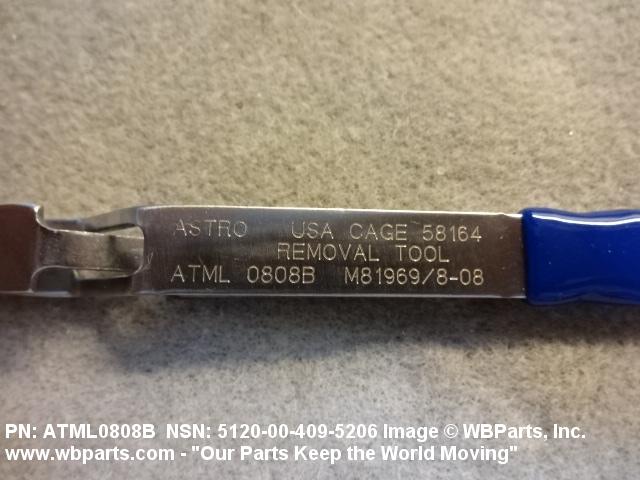 ASTRO USA CAGE 58164
REMOVAL TOOL
ATML 0808B M81969/8-08
PN: ATML0808B NSN: 5120-00-409-5206 Image © WBParts, Inc.
www.wbparts.com - "Our Parts Keep the World Moving"